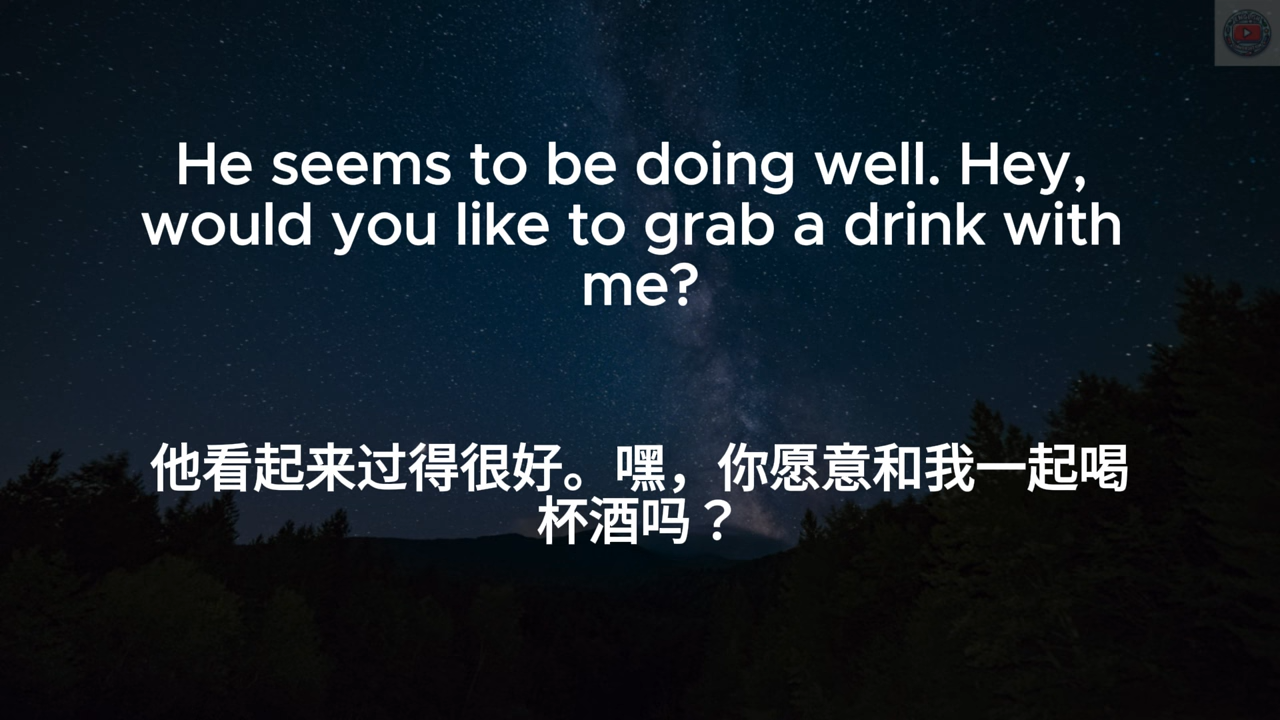 He seems to be doing well. Hey,
would you like to grab a drink with
me?
他看起来过得很好。嘿，你愿意和我一起喝
杯酒吗？